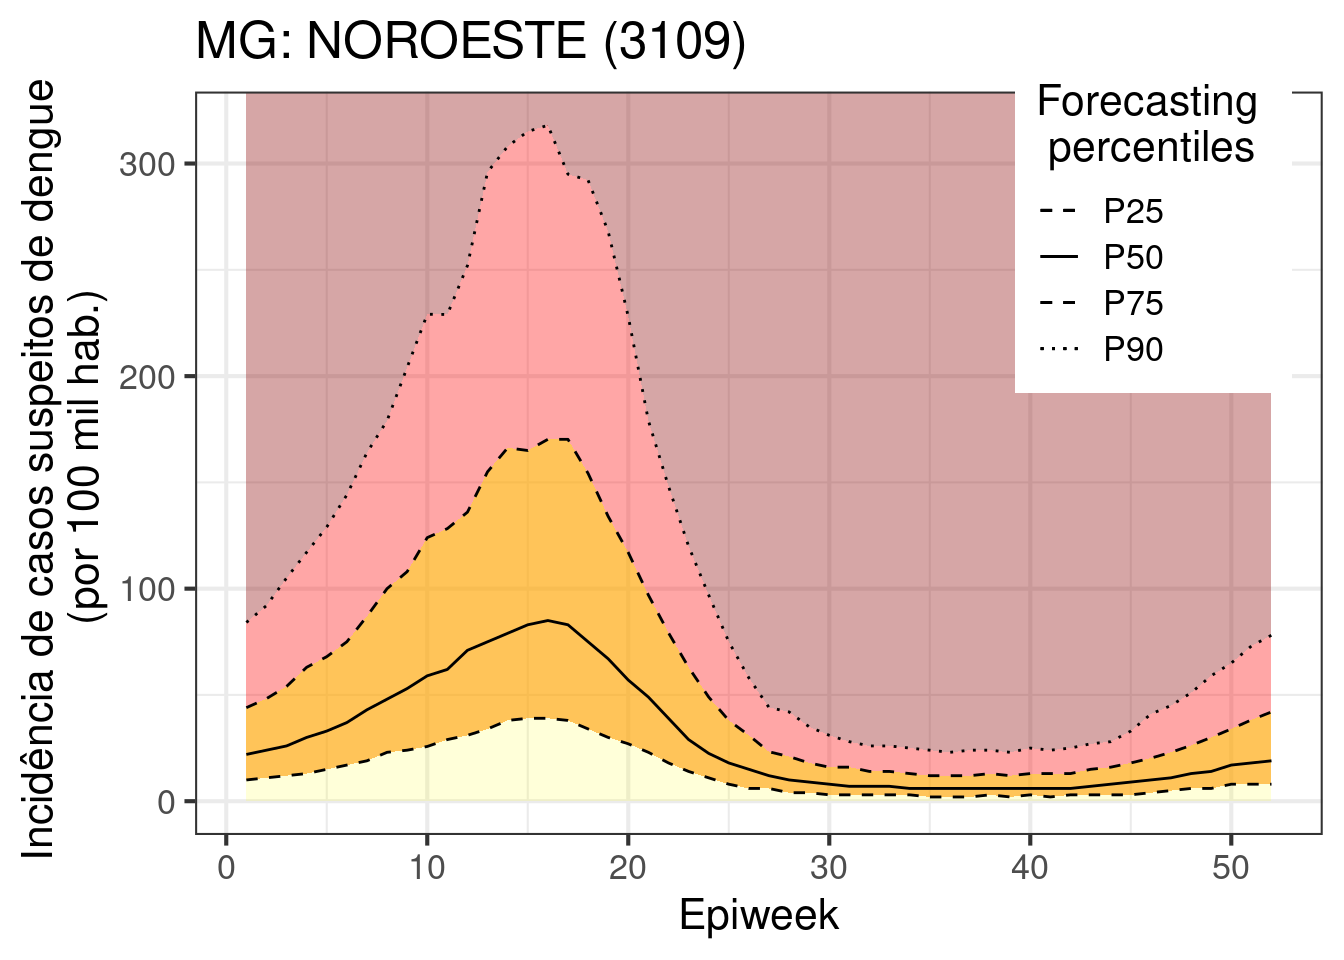 MG: NOROESTE (3109)
Incidência de casos suspeitos de dengue
(por 100 mil hab.)
300
200
100
0
0 10 20 30 40 50
Epiweek
Forecasting
percentiles
P25
P50
P75
P90